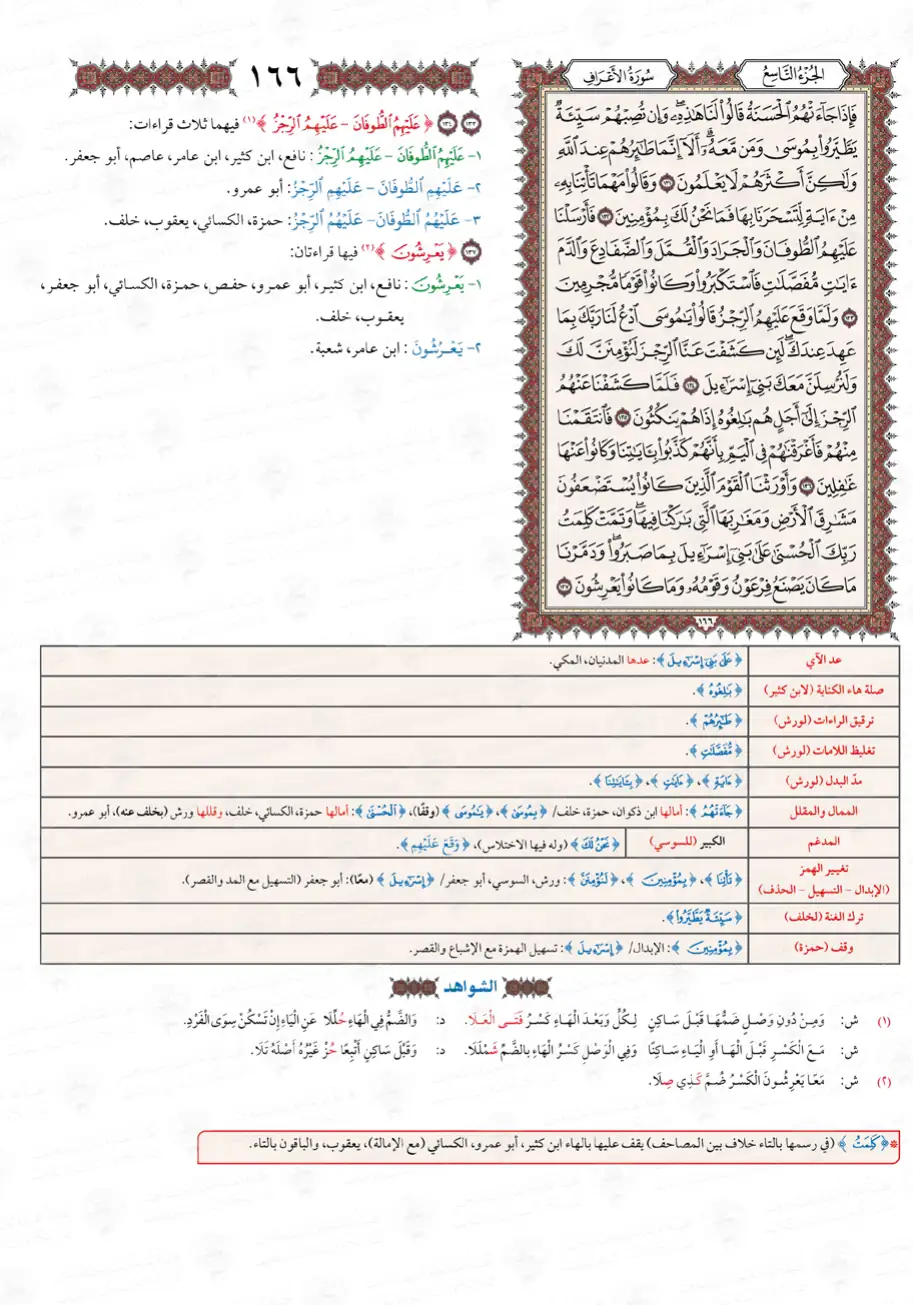 الجزء التاسع
سورة الأعراف
فَإِذَا جَآءَتْهُمُ ٱلْحَسَنَةُ قَالُوا۟ لَنَا هَٰذِهِۦ ۖ وَإِن تُصِبْهُمْ سَيِّئَةٌ
يَطَّيَّرُوا۟ بِمُوسَىٰ وَمَن مَّعَهُۥٓ ۗ أَلَآ إِنَّمَا طَٰٓئِرُهُمْ عِندَ ٱللَّهِ
وَلَٰكِنَّ أَكْثَرَهُمْ لَا يَعْلَمُونَ ١٣١ وَقَالُوا۟ مَهْمَا تَأْتِنَا بِهِۦ
مِنْ ءَايَةٍ لِّتَسْحَرَنَا بِهَا فَمَا نَحْنُ لَكَ بِمُؤْمِنِينَ ١٣٢ فَأَرْسَلْنَا
عَلَيْهِمُ ٱلطُّوفَانَ وَٱلْجَرَادَ وَٱلْقُمَّلَ وَٱلضَّفَادِعَ وَٱلدَّمَ
ءَايَٰتٍ مُّفَصَّلَٰتٍ فَٱسْتَكْبَرُوا۟ وَكَانُوا۟ قَوْمًا مُّجْرِمِينَ
١٣٣ وَلَمَّا وَقَعَ عَلَيْهِمُ ٱلرِّجْزُ قَالُوا۟ يَٰمُوسَى ٱدْعُ لَنَا رَبَّكَ بِمَا
عَهِدَ عِندَكَ ۖ لَئِن كَشَفْتَ عَنَّا ٱلرِّجْزَ لَنُؤْمِنَنَّ لَكَ
وَلَنُرْسِلَنَّ مَعَكَ بَنِىٓ إِسْرَٰٓءِيلَ ١٣٤ فَلَمَّا كَشَفْنَا عَنْهُمُ
ٱلرِّجْزَ إِلَىٰٓ أَجَلٍ هُم بَٰلِغُوهُ إِذَا هُمْ يَنكُثُونَ ١٣٥ فَٱنتَقَمْنَا
مِنْهُمْ فَأَغْرَقْنَٰهُمْ فِى ٱلْيَمِّ بِأَنَّهُمْ كَذَّبُوا۟ بِـَٔايَٰتِنَا وَكَانُوا۟ عَنْهَا
غَٰفِلِينَ ١٣٦ وَأَوْرَثْنَا ٱلْقَوْمَ ٱلَّذِينَ كَانُوا۟ يُسْتَضْعَفُونَ
مَشَٰرِقَ ٱلْأَرْضِ وَمَغَٰرِبَهَا ٱلَّتِى بَٰرَكْنَا فِيهَا ۖ وَتَمَّتْ كَلِمَتُ
رَبِّكَ ٱلْحُسْنَىٰ عَلَىٰ بَنِىٓ إِسْرَٰٓءِيلَ بِمَا صَبَرُوا۟ ۖ وَدَمَّرْنَا
مَا كَانَ يَصْنَعُ فِرْعَوْنُ وَقَوْمُهُۥ وَمَا كَانُوا۟ يَعْرِشُونَ ١٣٧
١٦٦
١٦٦
١٣٣ ١٣٤ ﴿ عَلَيْهِمُ ٱلطُّوفَانَ – عَلَيْهِمُ ٱلرِّجْزُ ﴾(١) فيهما ثلاث قراءات:
١- عَلَيْهِمُ ٱلطُّوفَانَ – عَلَيْهِمُ ٱلرِّجْزُ: نافع، ابن كثير، ابن عامر، عاصم، أبو جعفر.
٢- عَلَيْهِمِ ٱلطُّوفَانَ – عَلَيْهِمِ ٱلرِّجْزُ: أبو عمرو.
٣- عَلَيْهُمُ ٱلطُّوفَانَ– عَلَيْهُمُ ٱلرِّجْزُ: حمزة، الكسائي، يعقوب، خلف.
١٣٧ ﴿ يَعْرِشُونَ ﴾(٢) فيها قراءتان:
١- يَعْرِشُونَ : نافع، ابن كثير، أبو عمرو، حفص، حمزة، الكسائي، أبو جعفر،
يعقوب، خلف.
٢- يَعْرُشُونَ : ابن عامر، شعبة.
عد الآي ﴿ عَلَىٰ بَنِىٓ إِسْرَٰٓءِيلَ ﴾: عدها المدنيان، المكي.
صلة هاء الكناية (لابن كثير) ﴿ بَٰلِغُوهُ ﴾.
ترقيق الراءات (لورش) ﴿ طَٰٓئِرُهُمْ ﴾.
تغليظ اللامات (لورش) ﴿ مُّفَصَّلَٰتٍ ﴾.
مدّ البدل (لورش) ﴿ ءَايَةٍ ﴾، ﴿ ءَايَٰتٍ ﴾، ﴿ بِـَٔايَٰتِنَا ﴾.
الممال والمقلل ﴿ جَآءَتْهُمُ ﴾: أمالها ابن ذكوان، حمزة، خلف/ ﴿ بِمُوسَىٰ ﴾، ﴿ يَٰمُوسَى ﴾ (وقفًا)، ﴿ ٱلْحُسْنَىٰ ﴾: أمالها حمزة، الكسائي، خلف، وقللها ورش (بخلف عنه)، أبو عمرو.
المدغم الكبير (للسوسي) ﴿ نَحْنُ لَكَ ﴾ (وله فيها الاختلاس)، ﴿ وَقَعَ عَلَيْهِمُ ﴾.
تغيير الهمز
(الإبدال – التسهيل – الحذف) ﴿ تَأْتِنَا ﴾، ﴿ بِمُؤْمِنِينَ ﴾، ﴿ لَنُؤْمِنَنَّ ﴾: ورش، السوسي، أبو جعفر/ ﴿ إِسْرَٰٓءِيلَ ﴾ (معًا): أبو جعفر (التسهيل مع المد والقصر).
ترك الغنة (لخلف) ﴿ سَيِّئَةٌ يَطَّيَّرُوا۟ ﴾.
وقف (حمزة) ﴿ بِمُؤْمِنِينَ ﴾: الإبدال/ ﴿ إِسْرَٰٓءِيلَ ﴾: تسهيل الهمزة مع الإشباع والقصر.
الشواهد
(١) ش: وَمِنْ دُونِ وَصْلٍ ضَمُّهَا قَبْلَ سَاكِنٍ لِكُلٍّ وَبَعْدَ الْهَاءِ كَسْرُ فَتَى الْعَلَا. د: وَالضَّمُّ فِي الْهَاءِ حُلِّلَا عَنِ الْيَاءِ إِنْ تَسْكُنْ سِوَى الْفَرْدِ.
ش: مَعَ الْكَسْرِ قَبْلَ الْهَا أَوِ الْيَاءِ سَاكِنًا وَفِي الْوَصْلِ كَسْرُ الْهَاءِ بِالضَّمِّ شَمْلَلَا. د: وَقَبْلَ سَاكِنٍ أَتْبِعًا حُزْ غَيْرُهُ أَصْلَهُ تَلَا.
(٢) ش: مَعًا يَعْرِشُونَ الْكَسْرُ ضُمَّ كَذِي صِلَا.
*﴿ كَلِمَتُ ﴾ (في رسمها بالتاء خلاف بين المصاحف) يقف عليها بالهاء ابن كثير، أبو عمرو، الكسائي (مع الإمالة)، يعقوب، والباقون بالتاء.